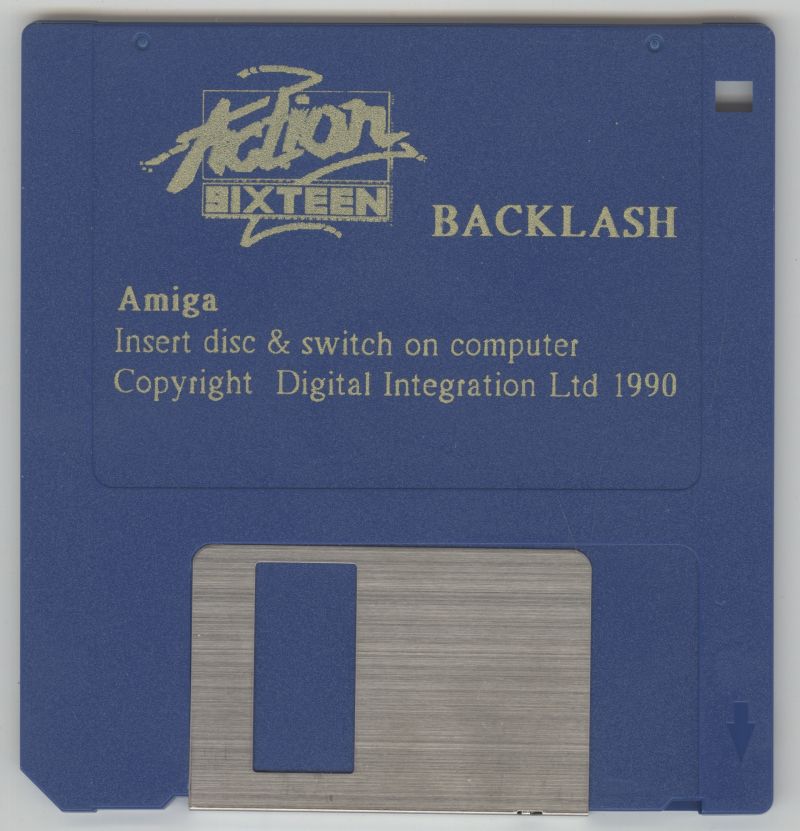 Action
SIXTEEN
BACKLASH
Amiga
Insert disc & switch on computer
Copyright Digital Integration Ltd 1990